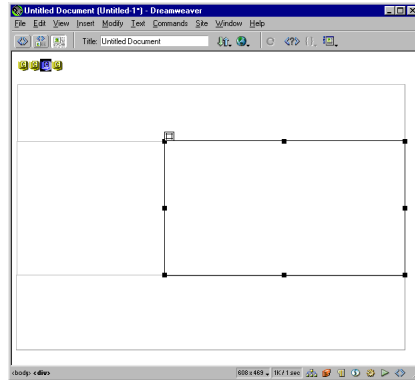 Untitled Document (Untitled-1*) - Dreamweaver
File Edit View Insert Modify Text Commands Site Window Help
Title: Untitled Document
<body> <div> 608 x 469 1K / 1 sec